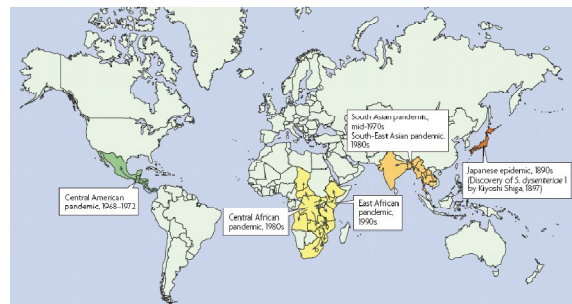 South Asian pandemic,
mid-1970s
South-East Asian pandemic,
1980s
Japanese epidemic, 1890s
(Discovery of S. dysenteriae 1
by Kiyoshi Shiga, 1897)
Central American
pandemic, 1968–1972
Central African
pandemic, 1980s
East African
pandemic,
1990s